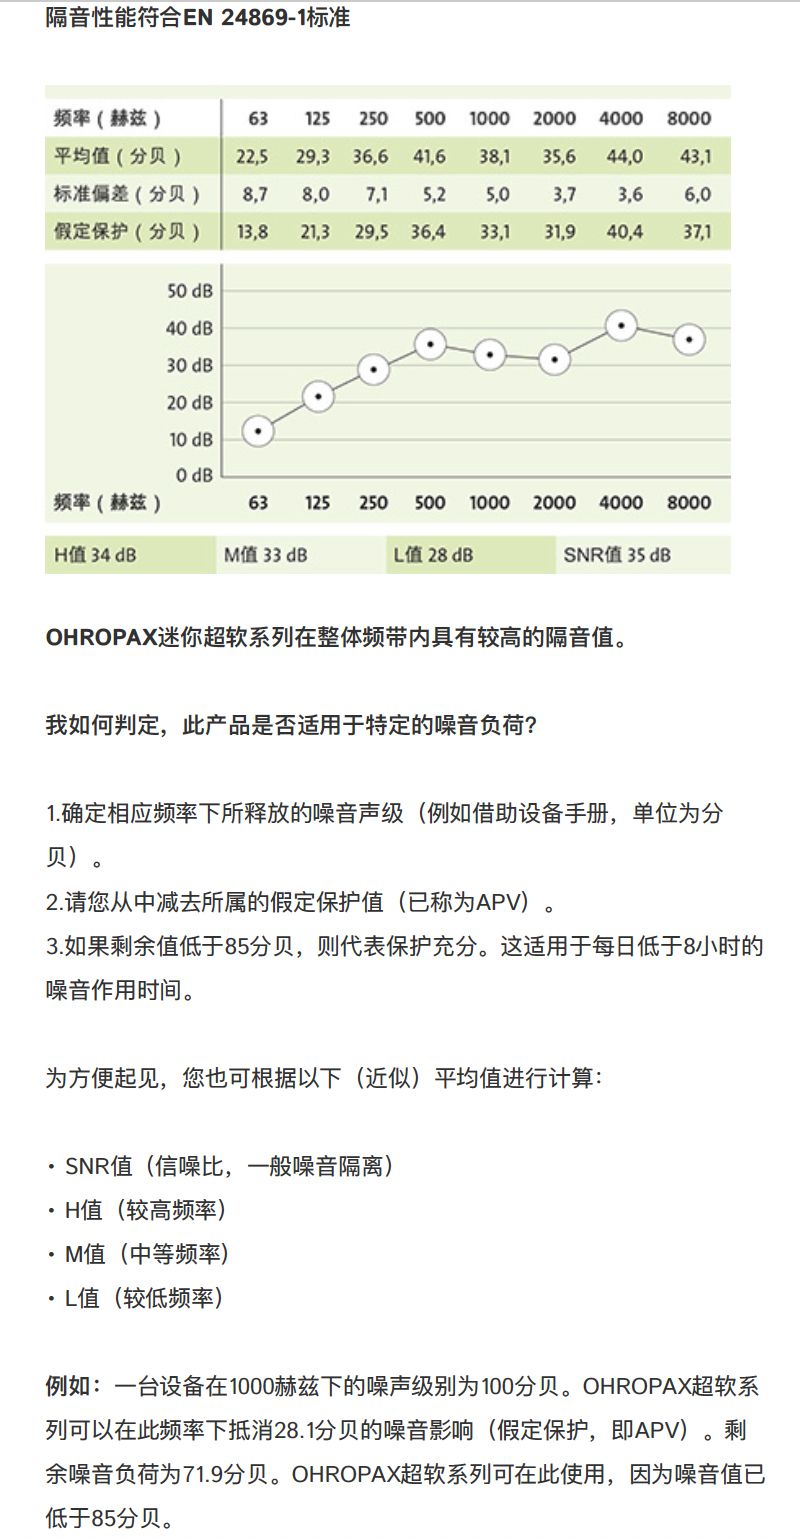 隔音性能符合EN 24869-1标准
频率 ( 赫兹 ) 63 125 250 500 1000 2000 4000 8000
平均值 ( 分贝 ) 22,5 29,3 36,6 41,6 38,1 35,6 44,0 43,1
标准偏差 ( 分贝 ) 8,7 8,0 7,1 5,2 5,0 3,7 3,6 6,0
假定保护 ( 分贝 ) 13,8 21,3 29,5 36,4 33,1 31,9 40,4 37,1
50 dB
40 dB
30 dB
20 dB
10 dB
0 dB
频率 ( 赫兹 ) 63 125 250 500 1000 2000 4000 8000
H值 34 dB M值 33 dB L值 28 dB SNR值 35 dB
OHROPAX迷你超软系列在整体频带内具有较高的隔音值。
我如何判定，此产品是否适用于特定的噪音负荷？
1.确定相应频率下所释放的噪音声级（例如借助设备手册，单位为分
贝）。
2.请您从中减去所属的假定保护值（已称为APV）。
3.如果剩余值低于85分贝，则代表保护充分。这适用于每日低于8小时的
噪音作用时间。
为方便起见，您也可根据以下（近似）平均值进行计算：
• SNR值（信噪比，一般噪音隔离）
• H值（较高频率）
• M值（中等频率）
• L值（较低频率）
例如：一台设备在1000赫兹下的噪声级别为100分贝。OHROPAX超软系
列可以在此频率下抵消28.1分贝的噪音影响（假定保护，即APV）。剩
余噪音负荷为71.9分贝。OHROPAX超软系列可在此使用，因为噪音值已
低于85分贝。